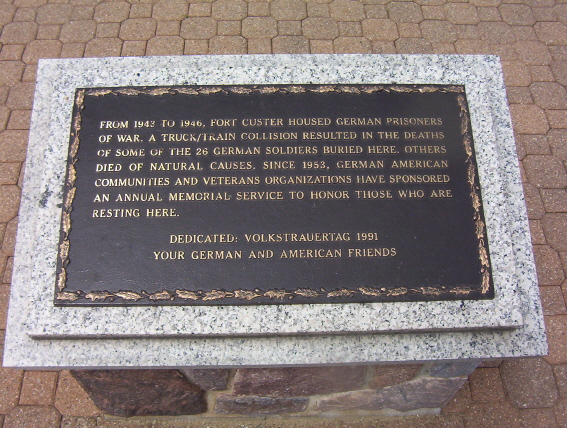 FROM 1943 TO 1946, FORT CUSTER HOUSED GERMAN PRISONERS
OF WAR. A TRUCK/TRAIN COLLISION RESULTED IN THE DEATHS
OF SOME OF THE 26 GERMAN SOLDIERS BURIED HERE. OTHERS
DIED OF NATURAL CAUSES. SINCE 1953, GERMAN AMERICAN
COMMUNITIES AND VETERANS ORGANIZATIONS HAVE SPONSORED
AN ANNUAL MEMORIAL SERVICE TO HONOR THOSE WHO ARE
RESTING HERE.
DEDICATED: VOLKSTRAUERTAG 1991
YOUR GERMAN AND AMERICAN FRIENDS